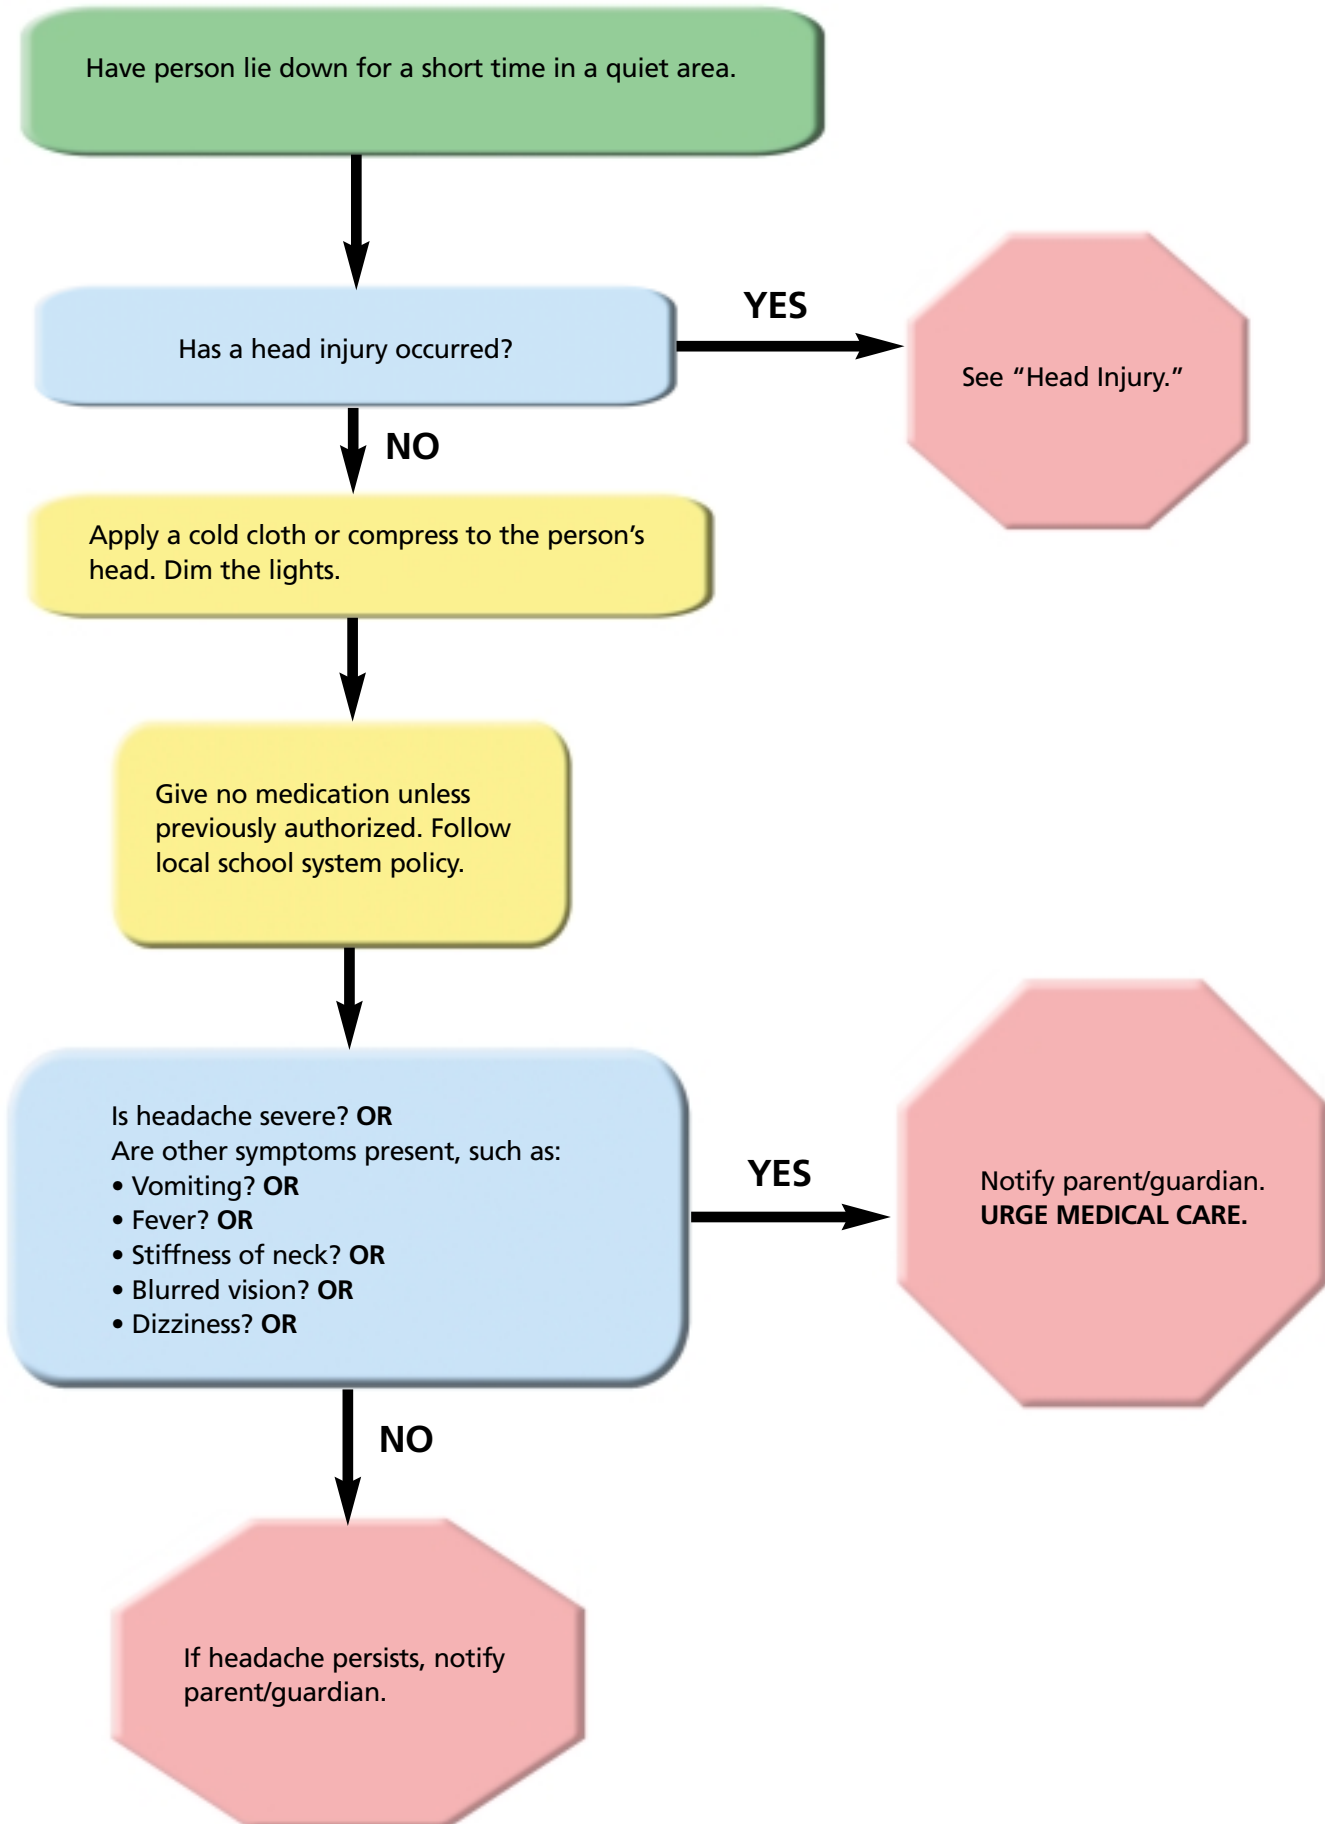 Have person lie down for a short time in a quiet area.
Has a head injury occurred?
YES
See “Head Injury.”
NO
Apply a cold cloth or compress to the person’s
head. Dim the lights.
Give no medication unless
previously authorized. Follow
local school system policy.
Is headache severe? OR
Are other symptoms present, such as:
• Vomiting? OR
• Fever? OR
• Stiffness of neck? OR
• Blurred vision? OR
• Dizziness? OR
YES
Notify parent/guardian.
URGE MEDICAL CARE.
NO
If headache persists, notify
parent/guardian.